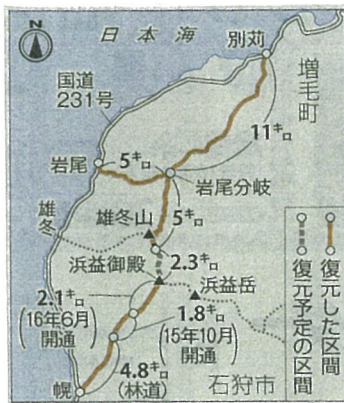 N
日本海
別苅
増毛町
国道
231号
11キロ
岩尾
5キロ
岩尾分岐
雄冬
雄冬山
5キロ
浜益御殿
2.3キロ
浜益岳
2.1キロ
(16年6月
開通)
1.8キロ
(15年10月
開通)
4.8キロ
(林道)
幌
石狩市
復元した区間
復元予定の区間